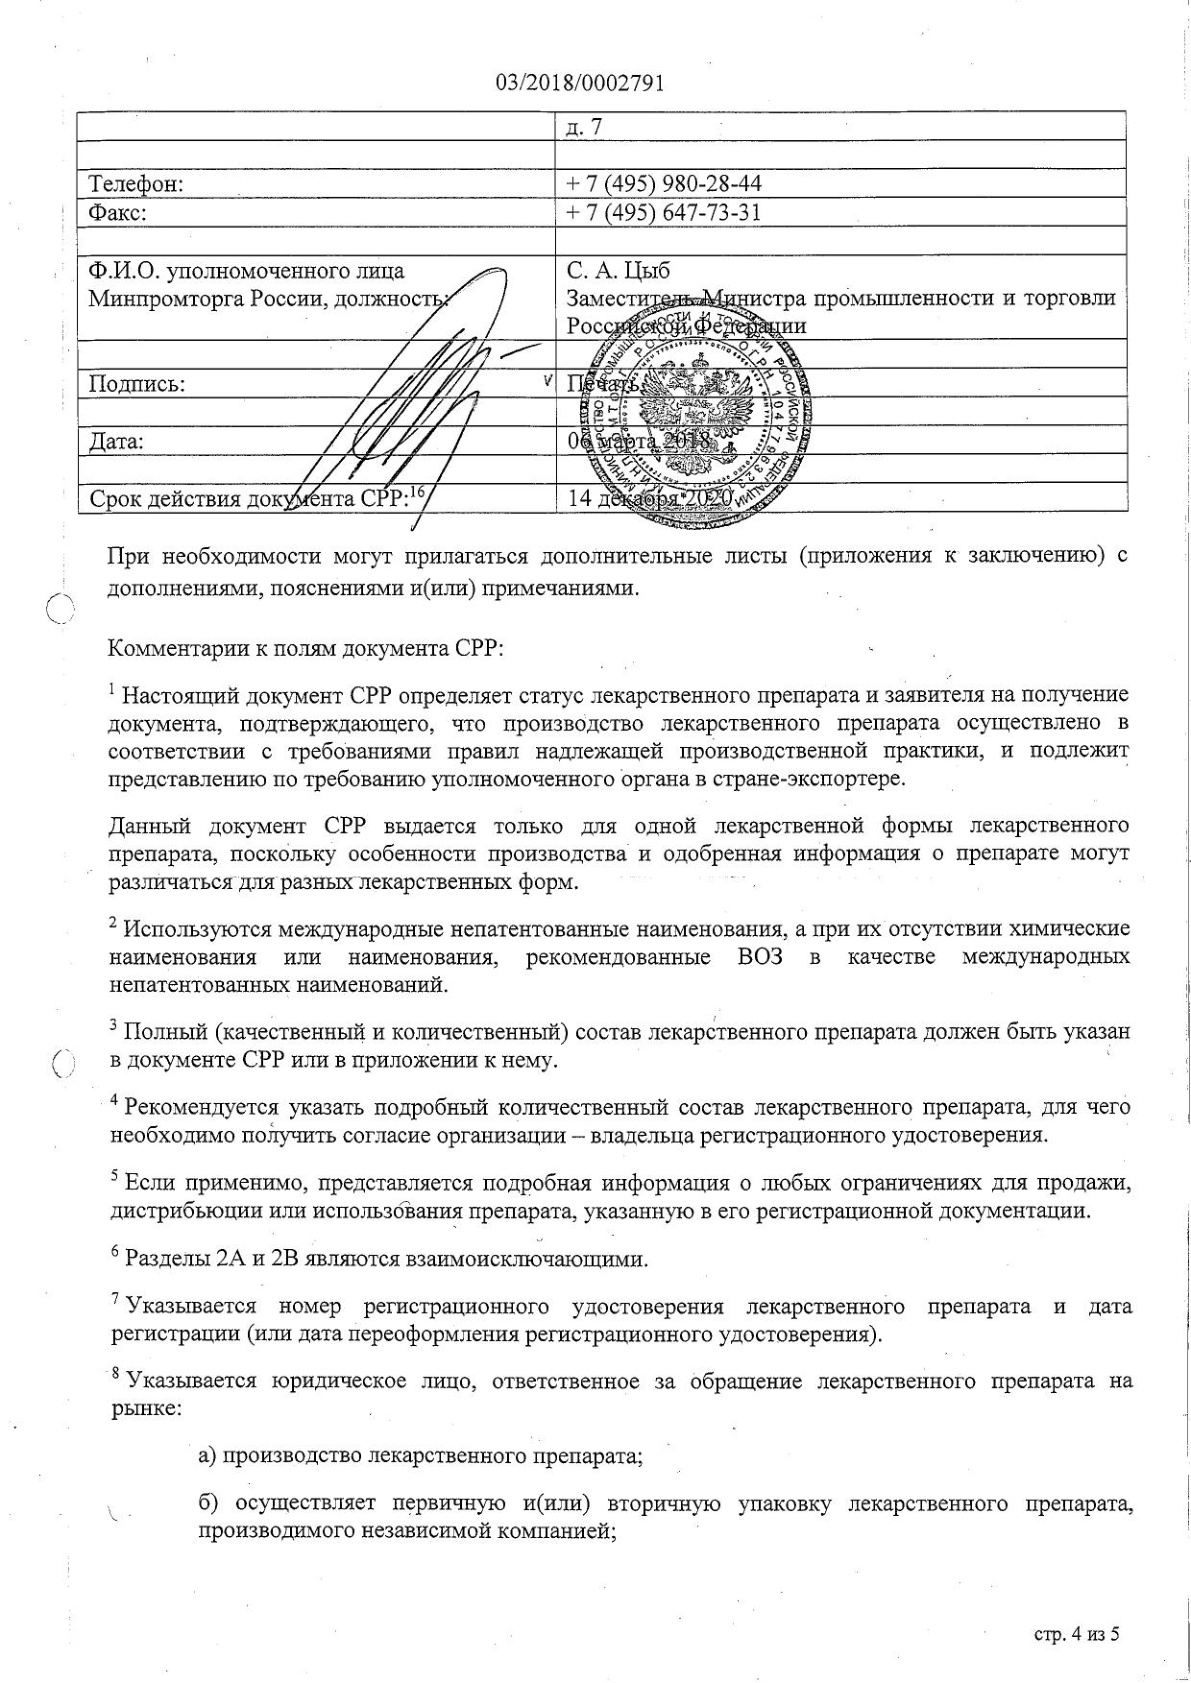 03/2018/0002791
д. 7
Телефон:
+ 7 (495) 980-28-44
Факс:
+ 7 (495) 647-73-31
Ф.И.О. уполномоченного лица
Минпромторга России, должность:
С. А. Цыб
Заместитель Министра промышленности и торговли
Российской Федерации
Подпись:
Печать
Дата:
06 марта 2018
Срок действия документа СРР:16
14 декабря 2020
МИНИСТЕРСТВО ПРОМЫШЛЕННОСТИ И ТОРГОВЛИ РОССИЙСКОЙ ФЕДЕРАЦИИ
МИНПРОМТОРГ РОССИИ ОГРН
При необходимости могут прилагаться дополнительные листы (приложения к заключению) с
дополнениями, пояснениями и(или) примечаниями.
Комментарии к полям документа СРР:
1 Настоящий документ СРР определяет статус лекарственного препарата и заявителя на получение
документа, подтверждающего, что производство лекарственного препарата осуществлено в
соответствии с требованиями правил надлежащей производственной практики, и подлежит
представлению по требованию уполномоченного органа в стране-экспортере.
Данный документ СРР выдается только для одной лекарственной формы лекарственного
препарата, поскольку особенности производства и одобренная информация о препарате могут
различаться для разных лекарственных форм.
2 Используются международные непатентованные наименования, а при их отсутствии химические
наименования или наименования, рекомендованные ВОЗ в качестве международных
непатентованных наименований.
3 Полный (качественный и количественный) состав лекарственного препарата должен быть указан
в документе СРР или в приложении к нему.
4 Рекомендуется указать подробный количественный состав лекарственного препарата, для чего
необходимо получить согласие организации – владельца регистрационного удостоверения.
5 Если применимо, представляется подробная информация о любых ограничениях для продажи,
дистрибьюции или использования препарата, указанную в его регистрационной документации.
6 Разделы 2А и 2В являются взаимоисключающими.
7 Указывается номер регистрационного удостоверения лекарственного препарата и дата
регистрации (или дата переоформления регистрационного удостоверения).
8 Указывается юридическое лицо, ответственное за обращение лекарственного препарата на
рынке:
а) производство лекарственного препарата;
б) осуществляет первичную и(или) вторичную упаковку лекарственного препарата,
производимого независимой компанией;
стр. 4 из 5